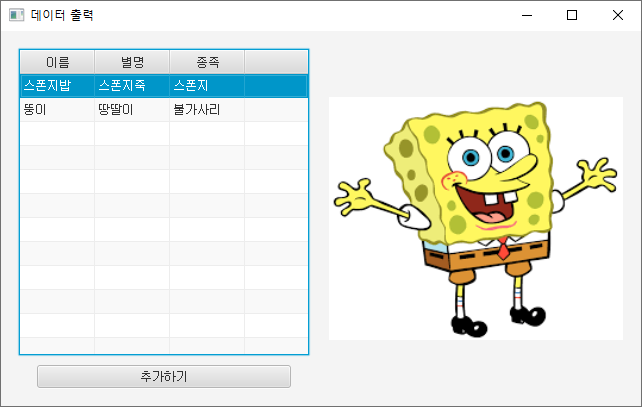 데이터 출력
이름 별명 종족
스폰지밥 스폰지죽 스폰지
뚱이 땅딸이 불가사리
추가하기